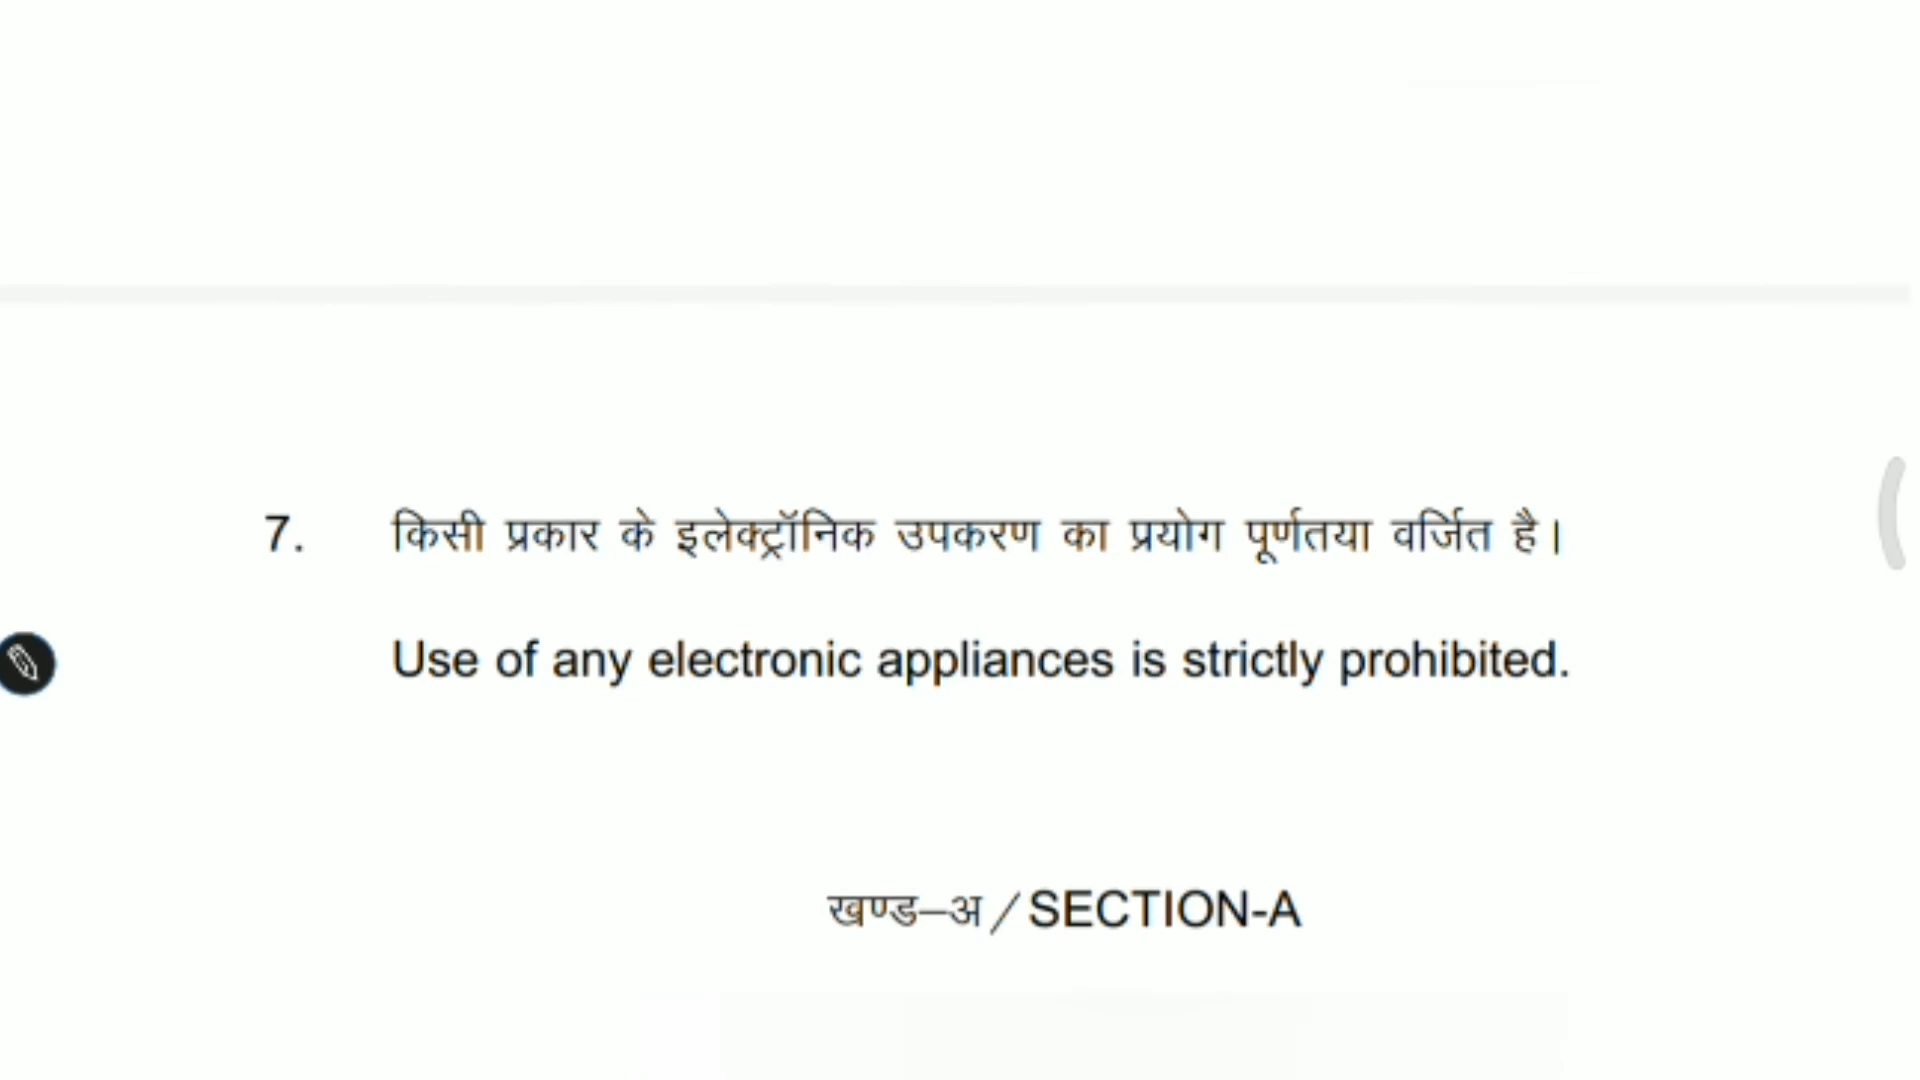 7. किसी प्रकार के इलेक्ट्रॉनिक उपकरण का प्रयोग पूर्णतया वर्जित है।
Use of any electronic appliances is strictly prohibited.
खण्ड–अ / SECTION-A